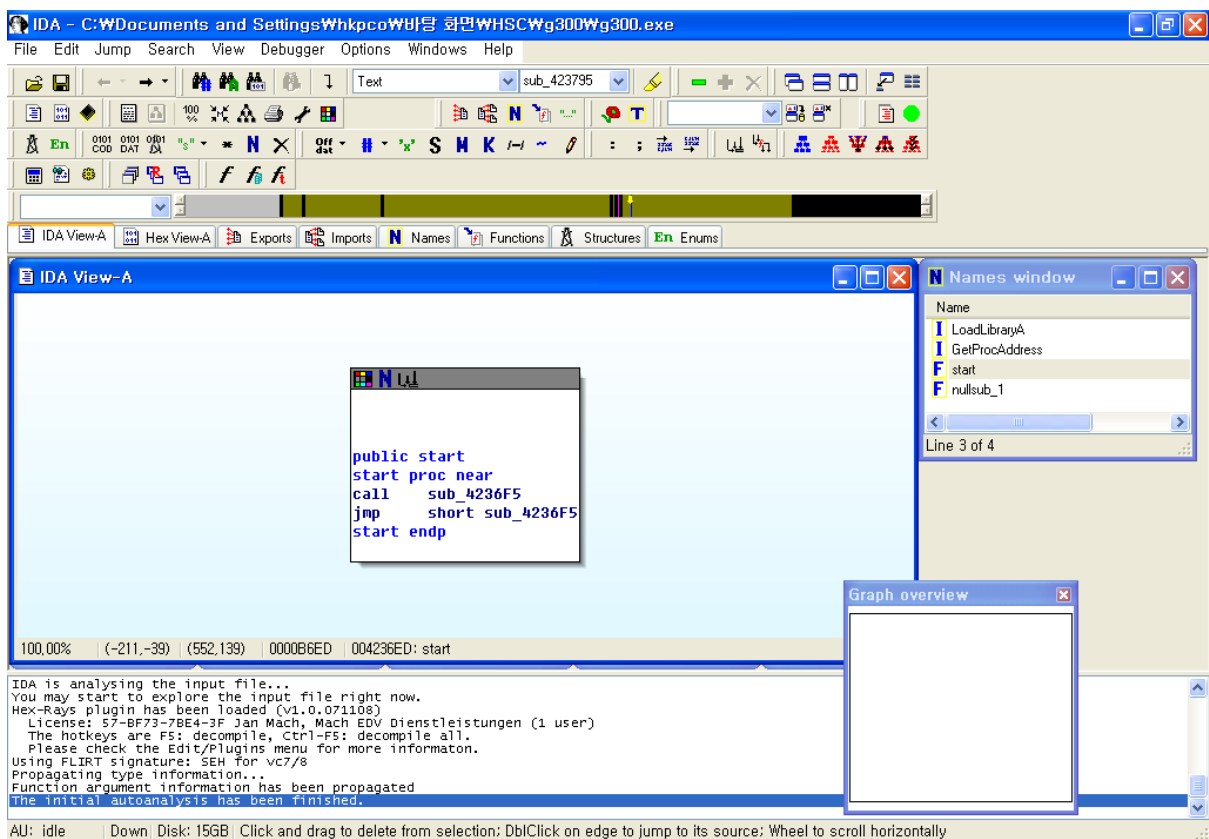 IDA - C:₩Documents and Settings₩hkpco₩바탕 화면₩HSC₩g300₩g300.exe
File Edit Jump Search View Debugger Options Windows Help
Text
sub_423795
En
"s"
N
Off
#
'x'
S
M
K
:
;
f
IDA View-A
Hex View-A
Exports
Imports
N Names
Functions
Structures
En Enums
IDA View-A
N
public start
start proc near
call sub_4236F5
jmp short sub_4236F5
start endp
100,00% (-211,-39) (552,139) 0000B6ED 004236ED: start
N Names window
Name
I LoadLibraryA
I GetProcAddress
F start
F nullsub_1
Line 3 of 4
Graph overview
IDA is analysing the input file...
You may start to explore the input file right now.
Hex-Rays plugin has been loaded (v1.0.071108)
License: 57-BF73-7BE4-3F Jan Mach, Mach EDV Dienstleistungen (1 user)
The hotkeys are F5: decompile, Ctrl-F5: decompile all.
Please check the Edit/Plugins menu for more informaton.
Using FLIRT signature: SEH for vc7/8
Propagating type information...
Function argument information has been propagated
The initial autoanalysis has been finished.
AU: idle Down Disk: 15GB Click and drag to delete from selection; DblClick on edge to jump to its source; Wheel to scroll horizontally